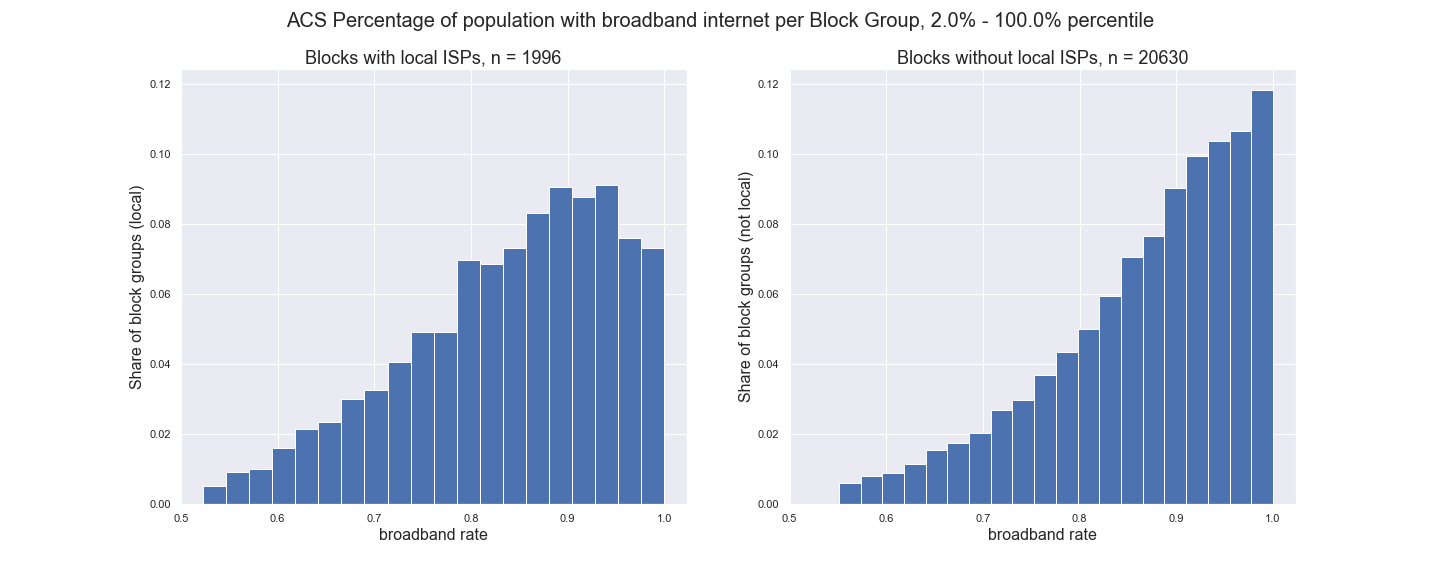 ACS Percentage of population with broadband internet per Block Group, 2.0% - 100.0% percentile
Blocks with local ISPs, n = 1996
Share of block groups (local)
0.12
0.10
0.08
0.06
0.04
0.02
0.00
0.5 0.6 0.7 0.8 0.9 1.0
broadband rate
Blocks without local ISPs, n = 20630
Share of block groups (not local)
0.12
0.10
0.08
0.06
0.04
0.02
0.00
0.5 0.6 0.7 0.8 0.9 1.0
broadband rate